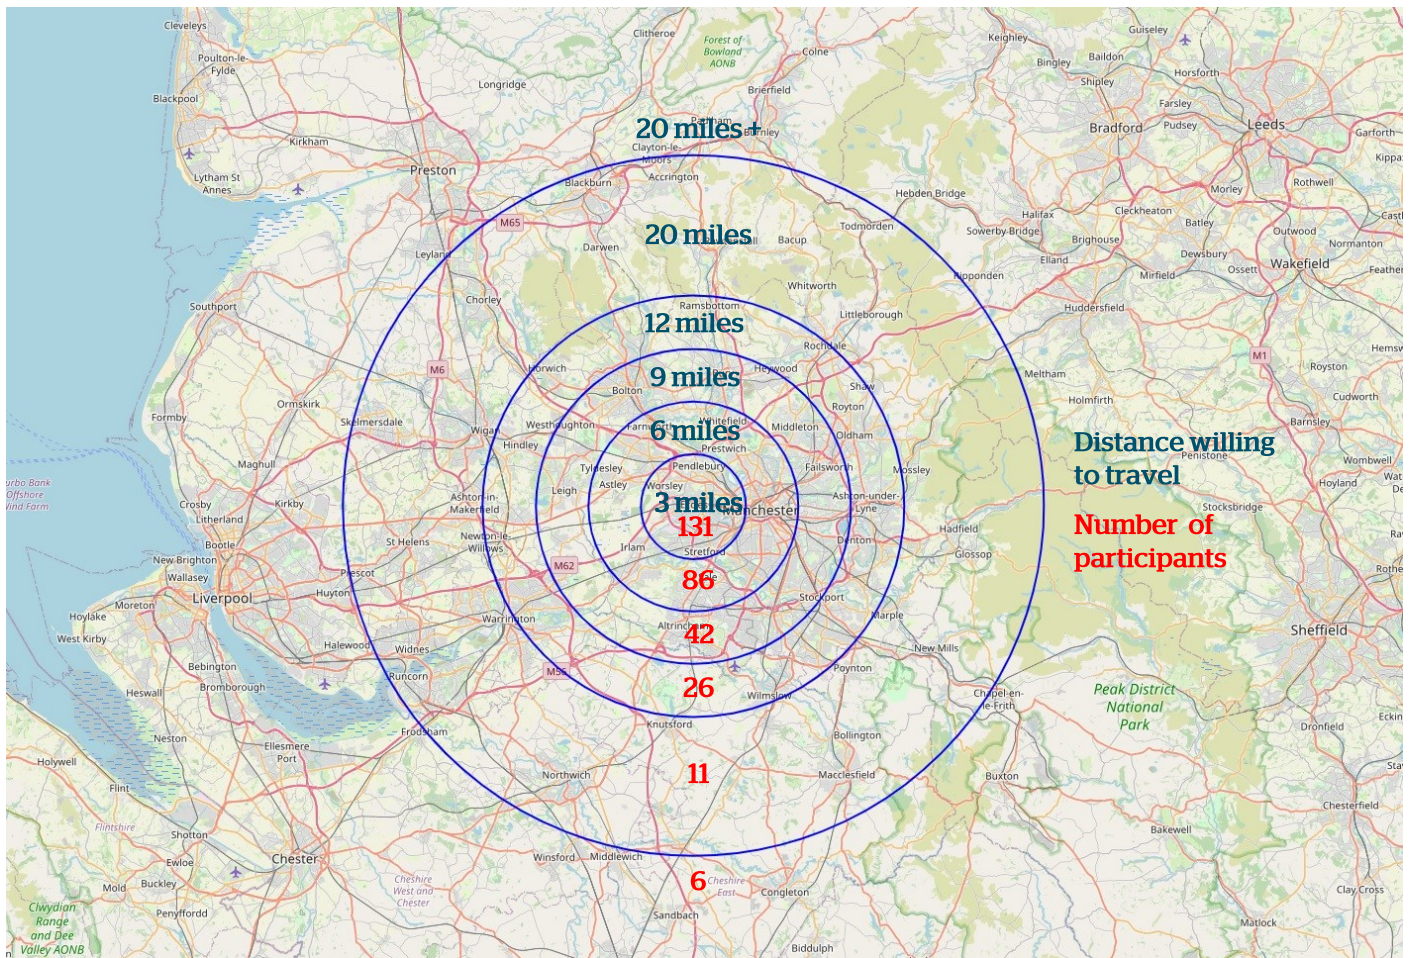 Cleveleys
Clitheroe
Forest of
Bowland
AONB
Colne
Keighley
Guiseley
Poulton-le-
Fylde
Baildon
Bingley
Shipley
Horsforth
Longridge
Brierfield
Blackpool
Farsley
Pudsey
Bradford
Leeds
Garforth
20 miles +
Kirkham
Clayton-le-
Moors
Accrington
Preston
Lytham St
Annes
Blackburn
Rothwell
Morley
Hebden Bridge
M65
Halifax
Cleckheaton
Batley
Todmorden
Sowerby-Bridge
Outwood
20 miles
Bacup
Darwen
Brighouse
Normanton
Leyland
Elland
Dewsbury
Ossett
Wakefield
Mirfield
Ripponden
Whitworth
Chorley
Southport
Ramsbottom
Huddersfield
Littleborough
12 miles
Rochdale
M1
Royston
Horwich
M6
Heywood
Meltham
9 miles
Shaw
Bolton
Cudworth
Holmfirth
Ormskirk
Royton
Formby
Skelmersdale
Westhoughton
Whitefield
Middleton
Barnsley
Wigan
Farnworth
6 miles
Oldham
Hindley
Distance willing
to travel
Prestwich
Penistone
Maghull
Pendlebury
Failsworth
Mossley
Tyldesley
Astley
Wombwell
Leigh
Worsley
Hoyland
Ashton-in-
Makerfield
Ashton-under-
Lyne
Kirkby
3 miles
Manchester
Crosby
Litherland
Stocksbridge
Number of
participants
131
St Helens
Newton-le-
Willows
Denton
Hadfield
Bootle
Irlam
Stretford
Glossop
New Brighton
M62
Wallasey
Prescot
86
Huyton
Liverpool
Stockport
Moreton
Hoylake
Warrington
Marple
Altrincham
42
West Kirby
Sheffield
Halewood
Widnes
New Mills
Bebington
M56
Poynton
Runcorn
Bromborough
26
Heswall
Wilmslow
Chapel-en-
le-Frith
Peak District
National
Park
Knutsford
Frodsham
Bollington
Dronfield
Neston
Ellesmere
Port
Holywell
11
Northwich
Macclesfield
Buxton
Flint
Chesterfield
Flintshire
Shotton
Bakewell
Winsford
Middlewich
Chester
Ewloe
6
Cheshire
East
Cheshire
West and
Chester
Buckley
Mold
Congleton
Clay Cross
Penyffordd
Sandbach
Clwydian
Range
and Dee
Valley AONB
Matlock
Biddulph